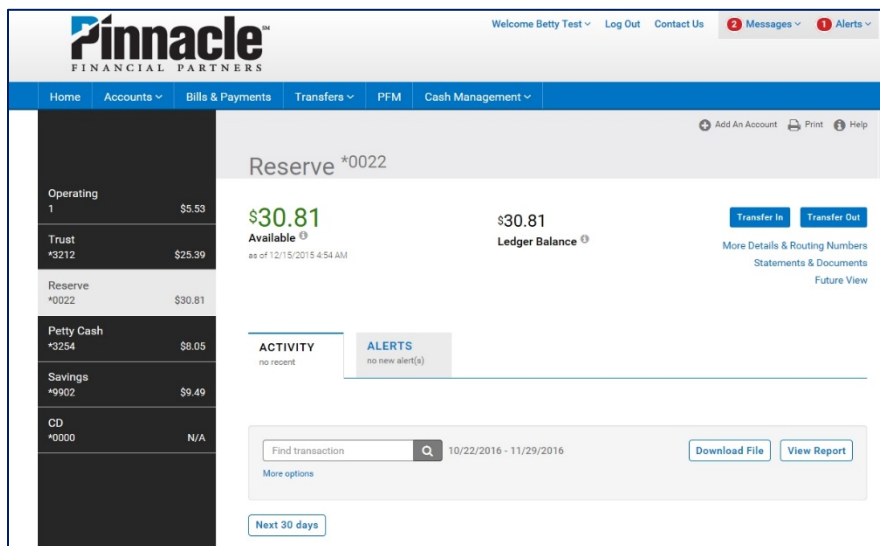 Pinnacle SM
FINANCIAL PARTNERS
Welcome Betty Test Log Out Contact Us 2 Messages 1 Alerts
Home Accounts Bills & Payments Transfers PFM Cash Management
Add An Account Print Help
Reserve *0022
Operating
1 $5.53
Trust
*3212 $25.39
Reserve
*0022 $30.81
Petty Cash
*3254 $8.05
Savings
*9902 $9.49
CD
*0000 N/A
$30.81
Available
as of 12/15/2015 4:54 AM
$30.81
Ledger Balance
Transfer In Transfer Out
More Details & Routing Numbers
Statements & Documents
Future View
ACTIVITY
no recent
ALERTS
no new alert(s)
Find transaction 10/22/2016 - 11/29/2016 Download File View Report
More options
Next 30 days